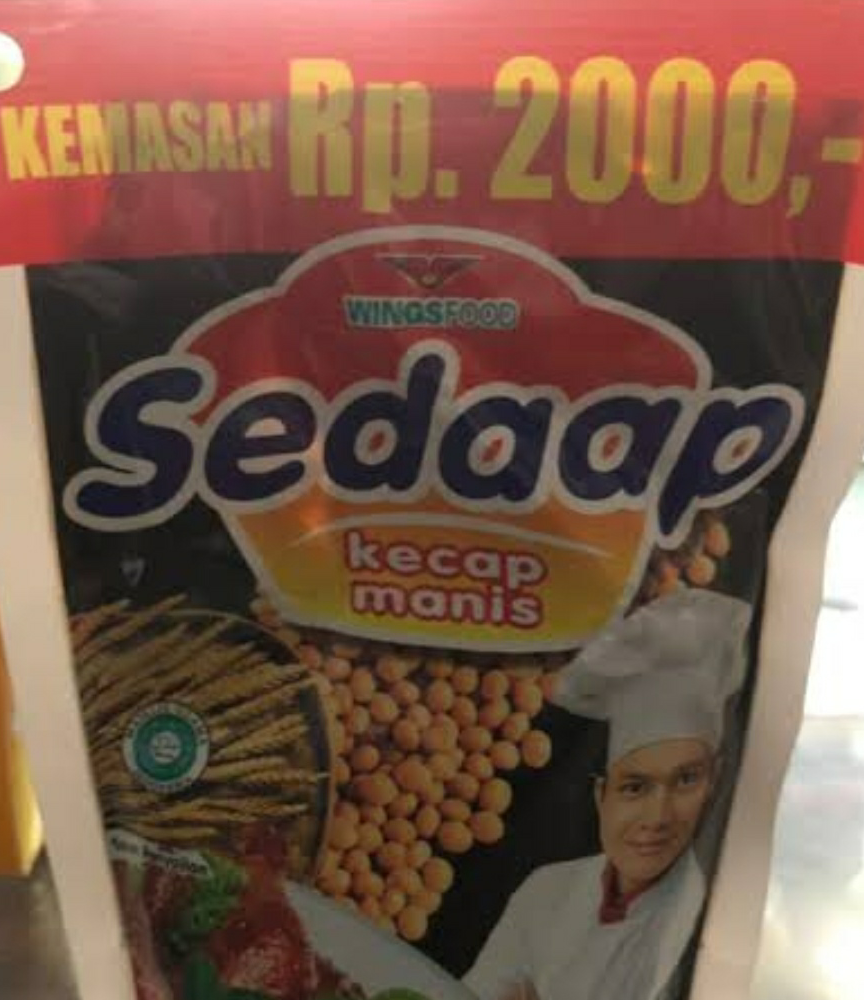 KEMASAN Rp. 2000,-
WINGSFOOD
Sedaap
kecap
manis